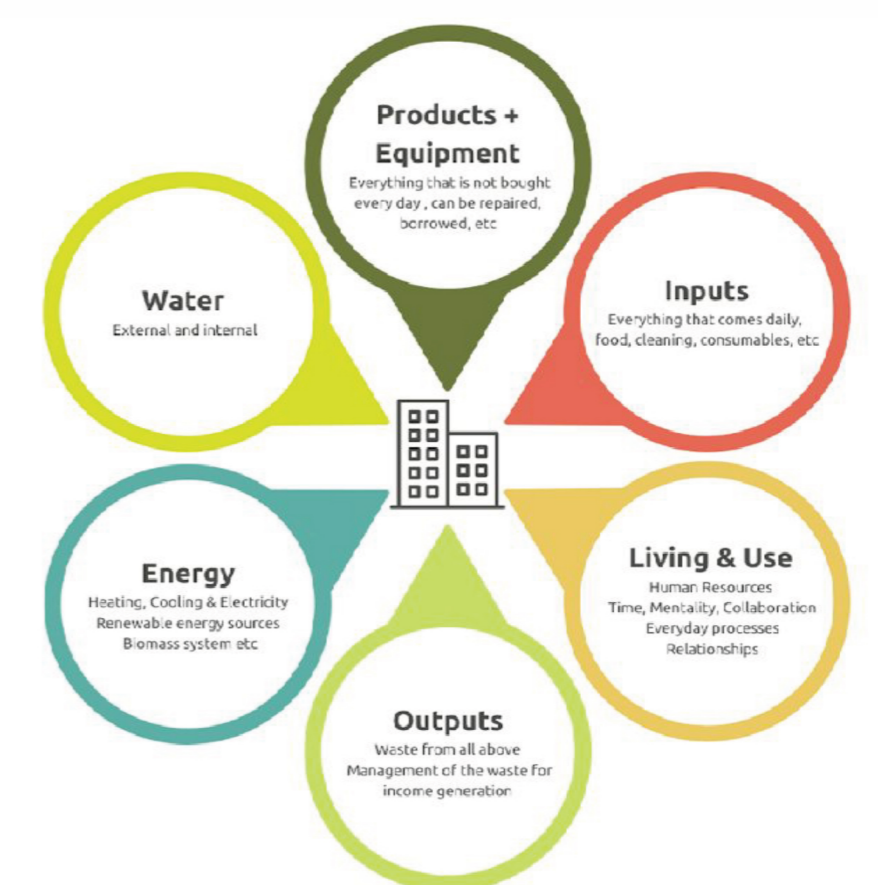 Products +
Equipment
Everything that is not bought
every day , can be repaired,
borrowed, etc
Inputs
Everything that comes daily,
food, cleaning, consumables, etc
Living & Use
Human Resources
Time, Mentality, Collaboration
Everyday processes
Relationships
Outputs
Waste from all above
Management of the waste for
income generation
Energy
Heating, Cooling & Electricity
Renewable energy sources
Biomass system etc
Water
External and internal